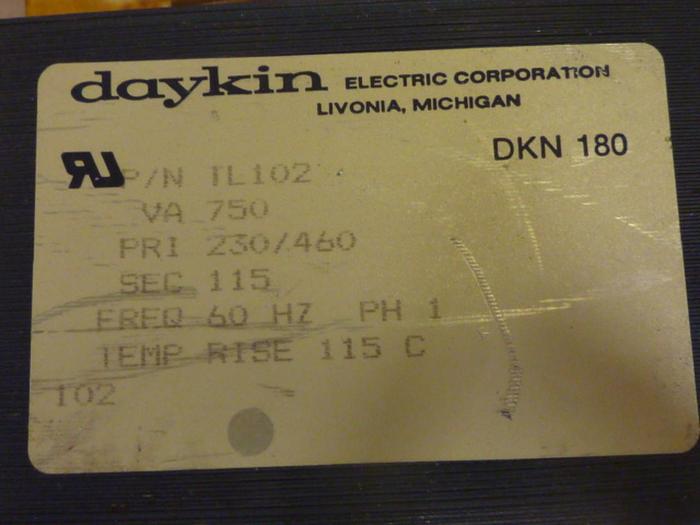 daykin ELECTRIC CORPORATION
LIVONIA, MICHIGAN
DKN 180
P/N TL102
VA 750
PRI 230/460
SEC 115
FREQ 60 HZ PH 1
TEMP RISE 115 C
102